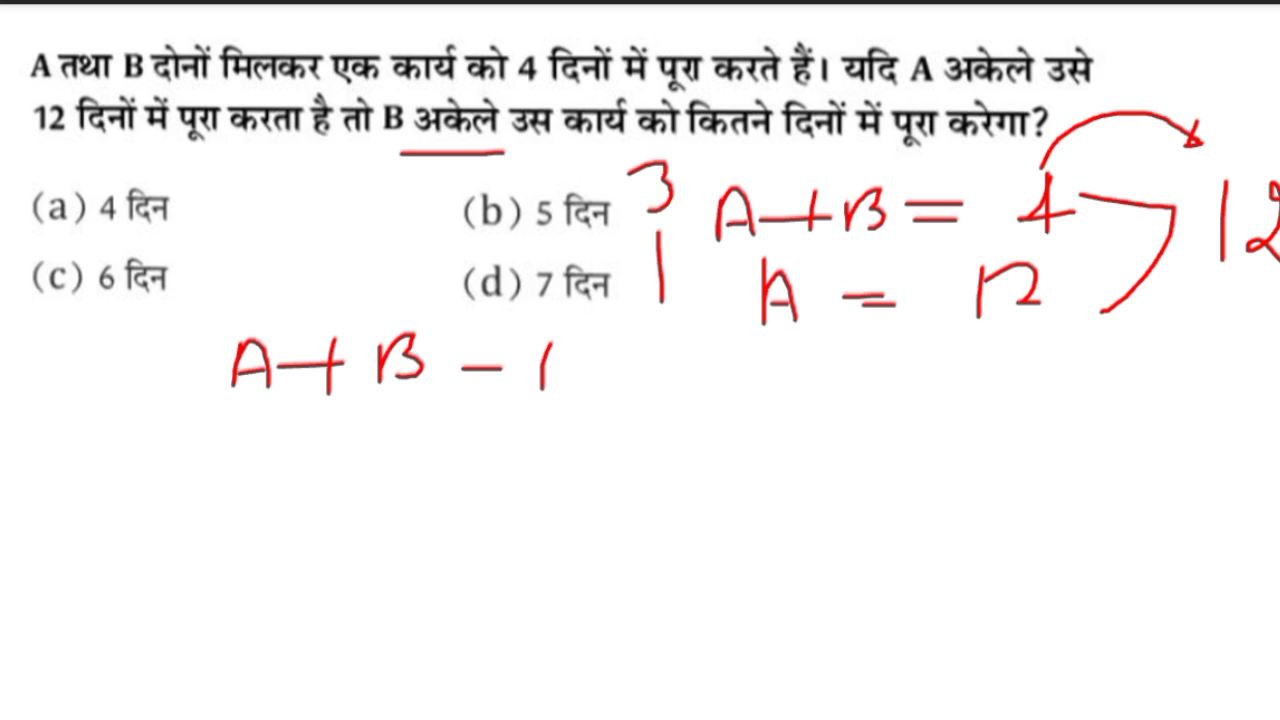 A तथा B दोनों मिलकर एक कार्य को 4 दिनों में पूरा करते हैं। यदि A अकेले उसे
12 दिनों में पूरा करता है तो B अकेले उस कार्य को कितने दिनों में पूरा करेगा?
(a) 4 दिन (b) 5 दिन
(c) 6 दिन (d) 7 दिन
3 A+B = 4 12
1 A = 12
A+B - 1